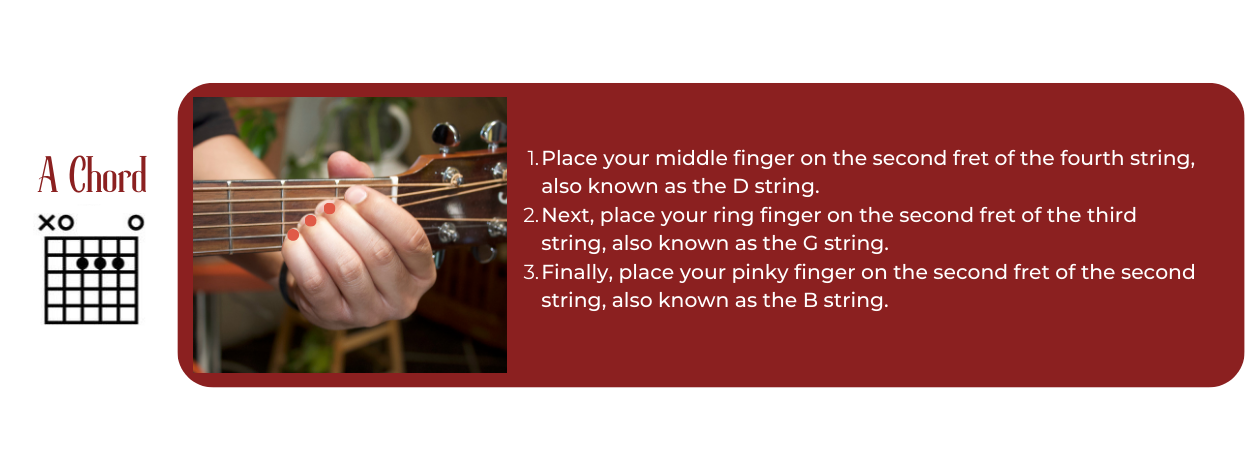 A Chord
xo o
1. Place your middle finger on the second fret of the fourth string,
also known as the D string.
2. Next, place your ring finger on the second fret of the third
string, also known as the G string.
3. Finally, place your pinky finger on the second fret of the second
string, also known as the B string.